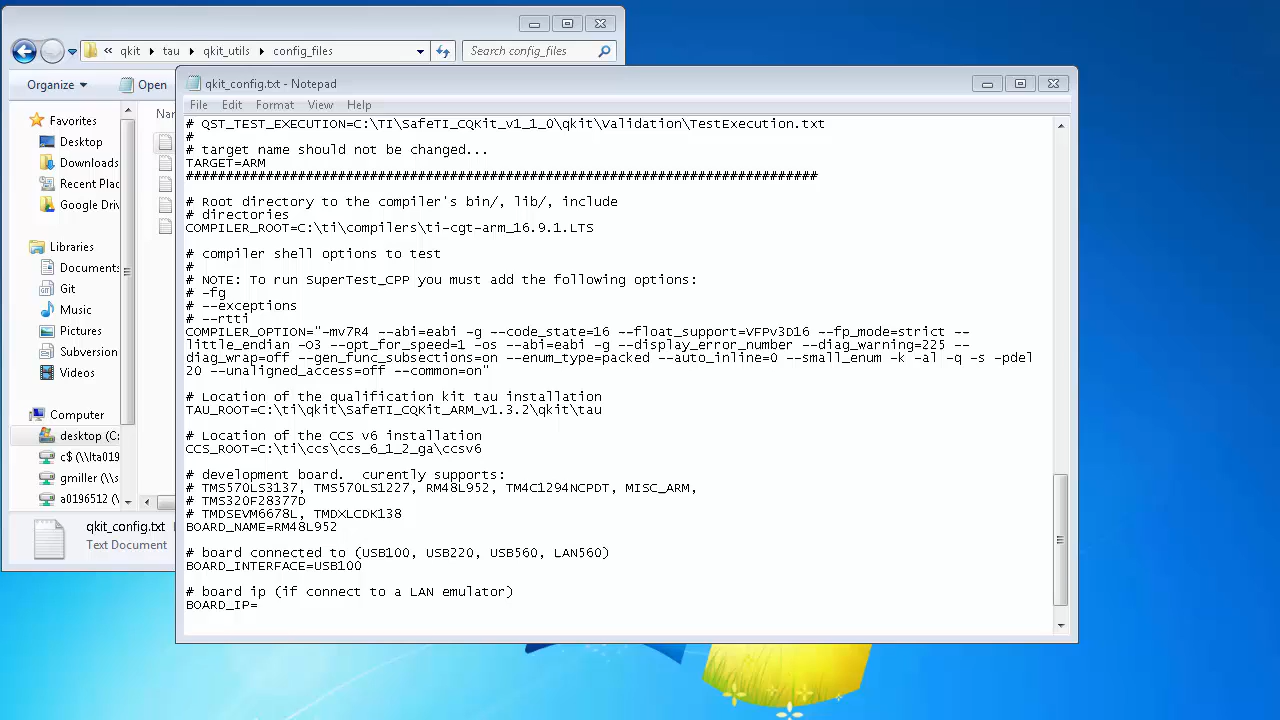 « qkit ▸ tau ▸ qkit_utils ▸ config_files
Search config_files
Organize
Open
qkit_config.txt - Notepad
File Edit Format View Help
Favorites
Desktop
Downloads
Recent Plac
Google Driv
Libraries
Documents
Git
Music
Pictures
Subversion
Videos
Computer
desktop (C:
c$ (\\lta019
gmiller (\\s
a0196512 (\
qkit_config.txt
Text Document
# QST_TEST_EXECUTION=C:\TI\SafeTI_CQKit_v1_1_0\qkit\validation\TestExecution.txt
#
# target name should not be changed...
TARGET=ARM
###############################################################################
# Root directory to the compiler's bin/, lib/, include
# directories
COMPILER_ROOT=C:\ti\compilers\ti-cgt-arm_16.9.1.LTS
# compiler shell options to test
#
# NOTE: To run SuperTest_CPP you must add the following options:
# -fg
# --exceptions
# --rtti
COMPILER_OPTION="-mv7R4 --abi=eabi -g --code_state=16 --float_support=VFPv3D16 --fp_mode=strict --
little_endian -O3 --opt_for_speed=1 -os --abi=eabi -g --display_error_number --diag_warning=225 --
diag_wrap=off --gen_func_subsections=on --enum_type=packed --auto_inline=0 --small_enum -k -al -q -s -pdel
20 --unaligned_access=off --common=on"
# Location of the qualification kit tau installation
TAU_ROOT=C:\ti\qkit\SafeTI_CQKit_ARM_v1.3.2\qkit\tau
# Location of the CCS v6 installation
CCS_ROOT=C:\ti\ccs\ccs_6_1_2_ga\ccsv6
# development board. curently supports:
# TMS570LS3137, TMS570LS1227, RM48L952, TM4C1294NCPDT, MISC_ARM,
# TMS320F28377D
# TMDSEVM6678L, TMDXLCDK138
BOARD_NAME=RM48L952
# board connected to (USB100, USB220, USB560, LAN560)
BOARD_INTERFACE=USB100
# board ip (if connect to a LAN emulator)
BOARD_IP=